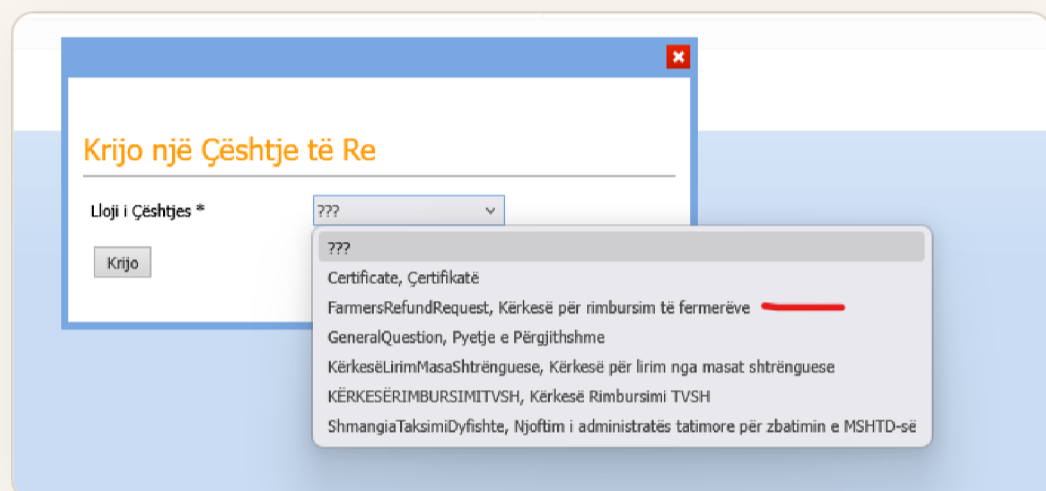 Krijo një Çështje të Re
Lloji i Çështjes *
???
Krijo
???
Certificate, Çertifikatë
FarmersRefundRequest, Kërkesë për rimbursim të fermerëve
GeneralQuestion, Pyetje e Përgjithshme
KërkesëLirimMasaShtrënguese, Kërkesë për lirim nga masat shtrënguese
KËRKESËRIMBURSIMITVSH, Kërkesë Rimbursimi TVSH
ShmangiaTaksimiDyfishte, Njoftim i administratës tatimore për zbatimin e MSHTD-së